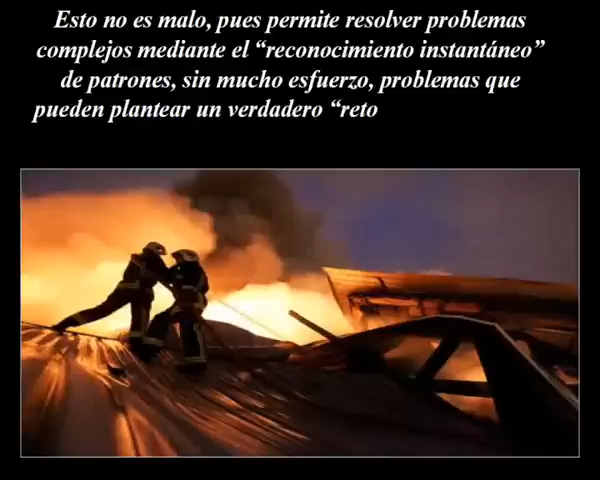 Esto no es malo, pues permite resolver problemas
complejos mediante el “reconocimiento instantáneo”
de patrones, sin mucho esfuerzo, problemas que
pueden plantear un verdadero “reto